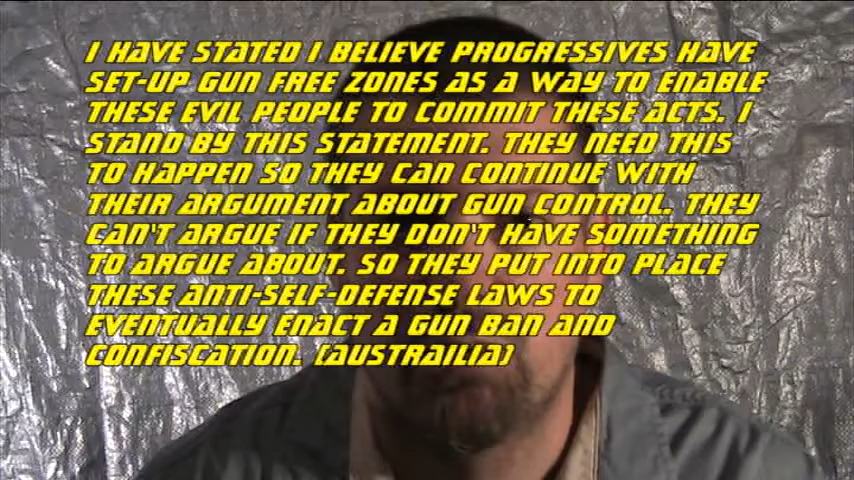 I HAVE STATED I BELIEVE PROGRESSIVES HAVE
SET-UP GUN FREE ZONES AS A WAY TO ENABLE
THESE EVIL PEOPLE TO COMMIT THESE ACTS. I
STAND BY THIS STATEMENT. THEY NEED THIS
TO HAPPEN SO THEY CAN CONTINUE WITH
THEIR ARGUMENT ABOUT GUN CONTROL. THEY
CAN'T ARGUE IF THEY DON'T HAVE SOMETHING
TO ARGUE ABOUT. SO THEY PUT INTO PLACE
THESE ANTI-SELF-DEFENSE LAWS TO
EVENTUALLY ENACT A GUN BAN AND
CONFISCATION. (AUSTRAILIA)